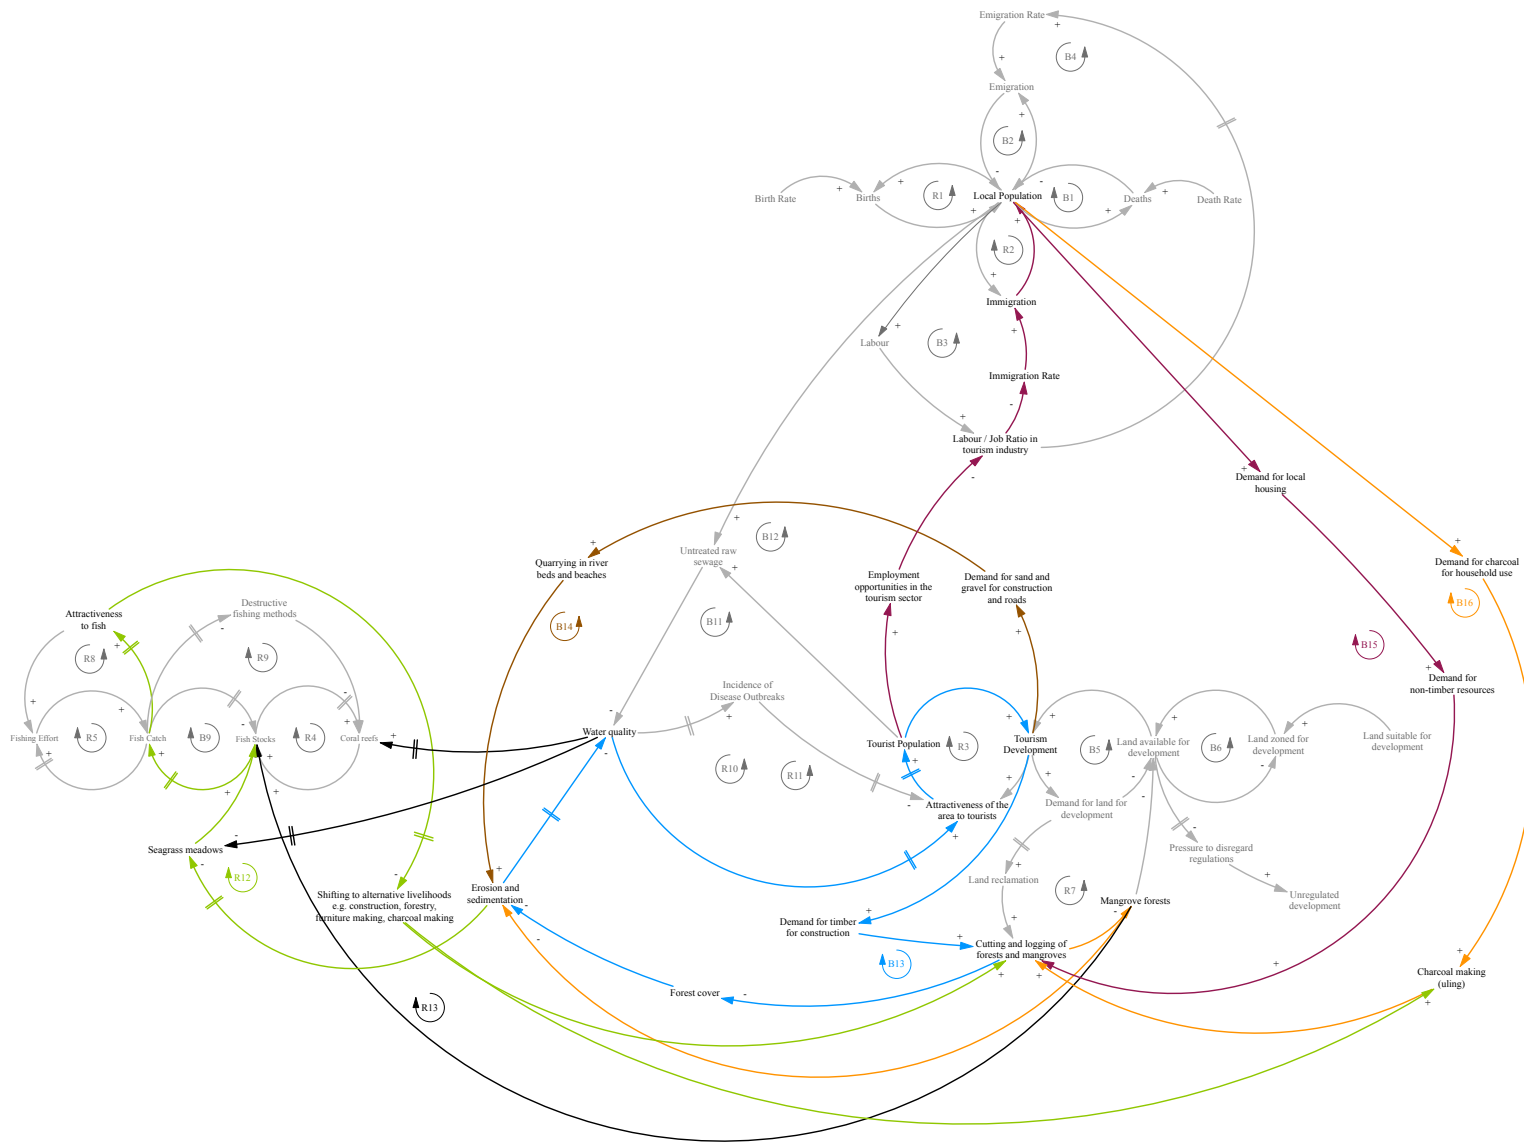 Emigration Rate
+
B4
+
Emigration
+
B2
-
-
Birth Rate
+
Births
+
R1
Local Population
B1
Deaths
+
Death Rate
+
+
+
R2
+
Immigration
+
Labour
B3
+
Immigration Rate
-
+
Labour / Job Ratio in
tourism industry
-
+
Demand for local
housing
+
B12
+
Untreated raw
sewage
+
+
Quarrying in river
beds and beaches
Employment
opportunities in the
tourism sector
Demand for sand and
gravel for construction
and roads
+
Demand for charcoal
for household use
B16
Attractiveness
to fish
Destructive
fishing methods
-
B14
B11
+
+
B15
+
R8
R9
+
Demand for
non-timber resources
Incidence of
Disease Outbreaks
+
-
+
+
-
-
+
Fishing Effort
+
R5
Fish Catch
+
B9
Fish Stocks
+
R4
Coral reefs
+
+
Water quality
-
Tourist Population
+
R3
+
Tourism
Development
+
B5
Land available for
development
+
B6
Land zoned for
development
+
-
Land suitable for
development
R10
R11
-
+
+
+
-
-
Attractiveness of the
area to tourists
+
Demand for land for
development
-
Pressure to disregard
regulations
+
Unregulated
development
Seagrass meadows
-
-
R12
-
Shifting to alternative livelihoods
e.g. construction, forestry,
furniture making, charcoal making
+
Erosion and
sedimentation
-
-
+
Land reclamation
R7
Mangrove forests
-
+
Demand for timber
for construction
+
+
Cutting and logging of
forests and mangroves
+
+
+
B13
Forest cover
-
R13
+
Charcoal making
(uling)
+